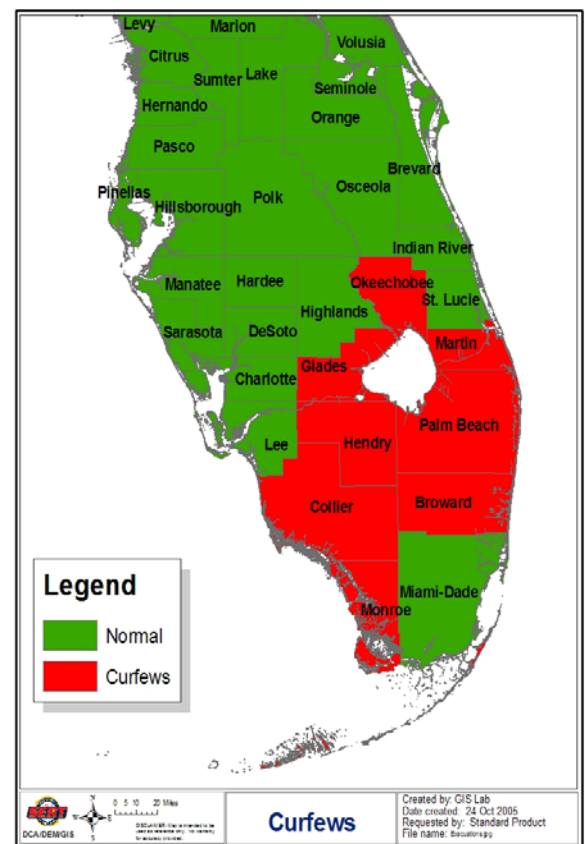 Levy
Marion
Volusia
Citrus
Sumter
Lake
Seminole
Hernando
Orange
Pasco
Brevard
Osceola
Pinellas
Hillsborough
Polk
Indian River
Okeechobee
Manatee
Hardee
St. Lucie
Highlands
Sarasota
DeSoto
Martin
Glades
Charlotte
Palm Beach
Lee
Hendry
Collier
Broward
Miami-Dade
Monroe
Legend
Normal
Curfews
SERT
DCA/DEM/GIS
N
0 5 10 20 Miles
Curfews
Created by: GIS Lab
Date created: 24 Oct 2005
Requested by: Standard Product
File name: